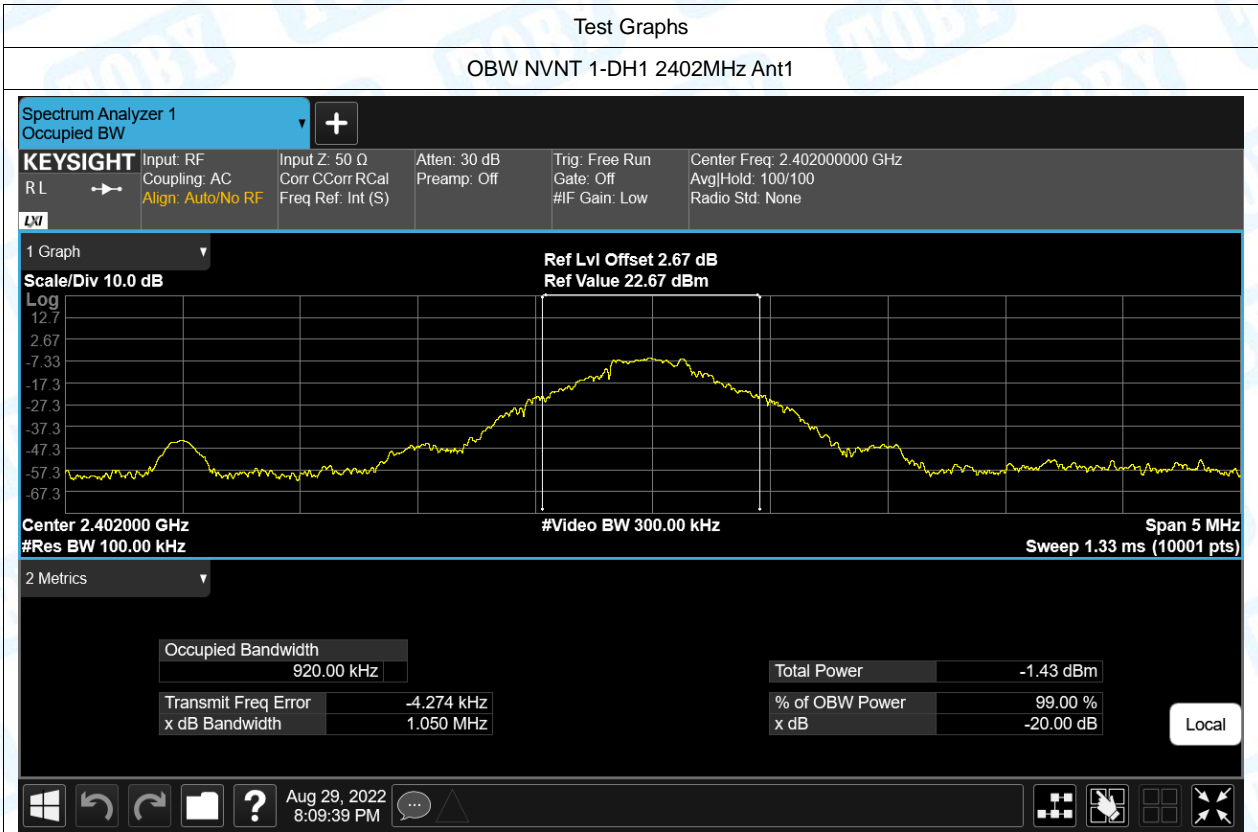 Test Graphs
OBW NVNT 1-DH1 2402MHz Ant1
Spectrum Analyzer 1
Occupied BW
KEYSIGHT
R L
LXI
Input: RF
Coupling: AC
Align: Auto/No RF
Input Z: 50 Ω
Corr CCorr RCal
Freq Ref: Int (S)
Atten: 30 dB
Preamp: Off
Trig: Free Run
Gate: Off
#IF Gain: Low
Center Freq: 2.402000000 GHz
Avg|Hold: 100/100
Radio Std: None
1 Graph
Scale/Div 10.0 dB
Ref Lvl Offset 2.67 dB
Ref Value 22.67 dBm
Log
12.7
2.67
-7.33
-17.3
-27.3
-37.3
-47.3
-57.3
-67.3
Center 2.402000 GHz
#Res BW 100.00 kHz
#Video BW 300.00 kHz
Span 5 MHz
Sweep 1.33 ms (10001 pts)
2 Metrics
Occupied Bandwidth
920.00 kHz
Transmit Freq Error -4.274 kHz
x dB Bandwidth 1.050 MHz
Total Power -1.43 dBm
% of OBW Power 99.00 %
x dB -20.00 dB
Local
?
Aug 29, 2022
8:09:39 PM
TOBY
TOBY
TOBY
TOBY